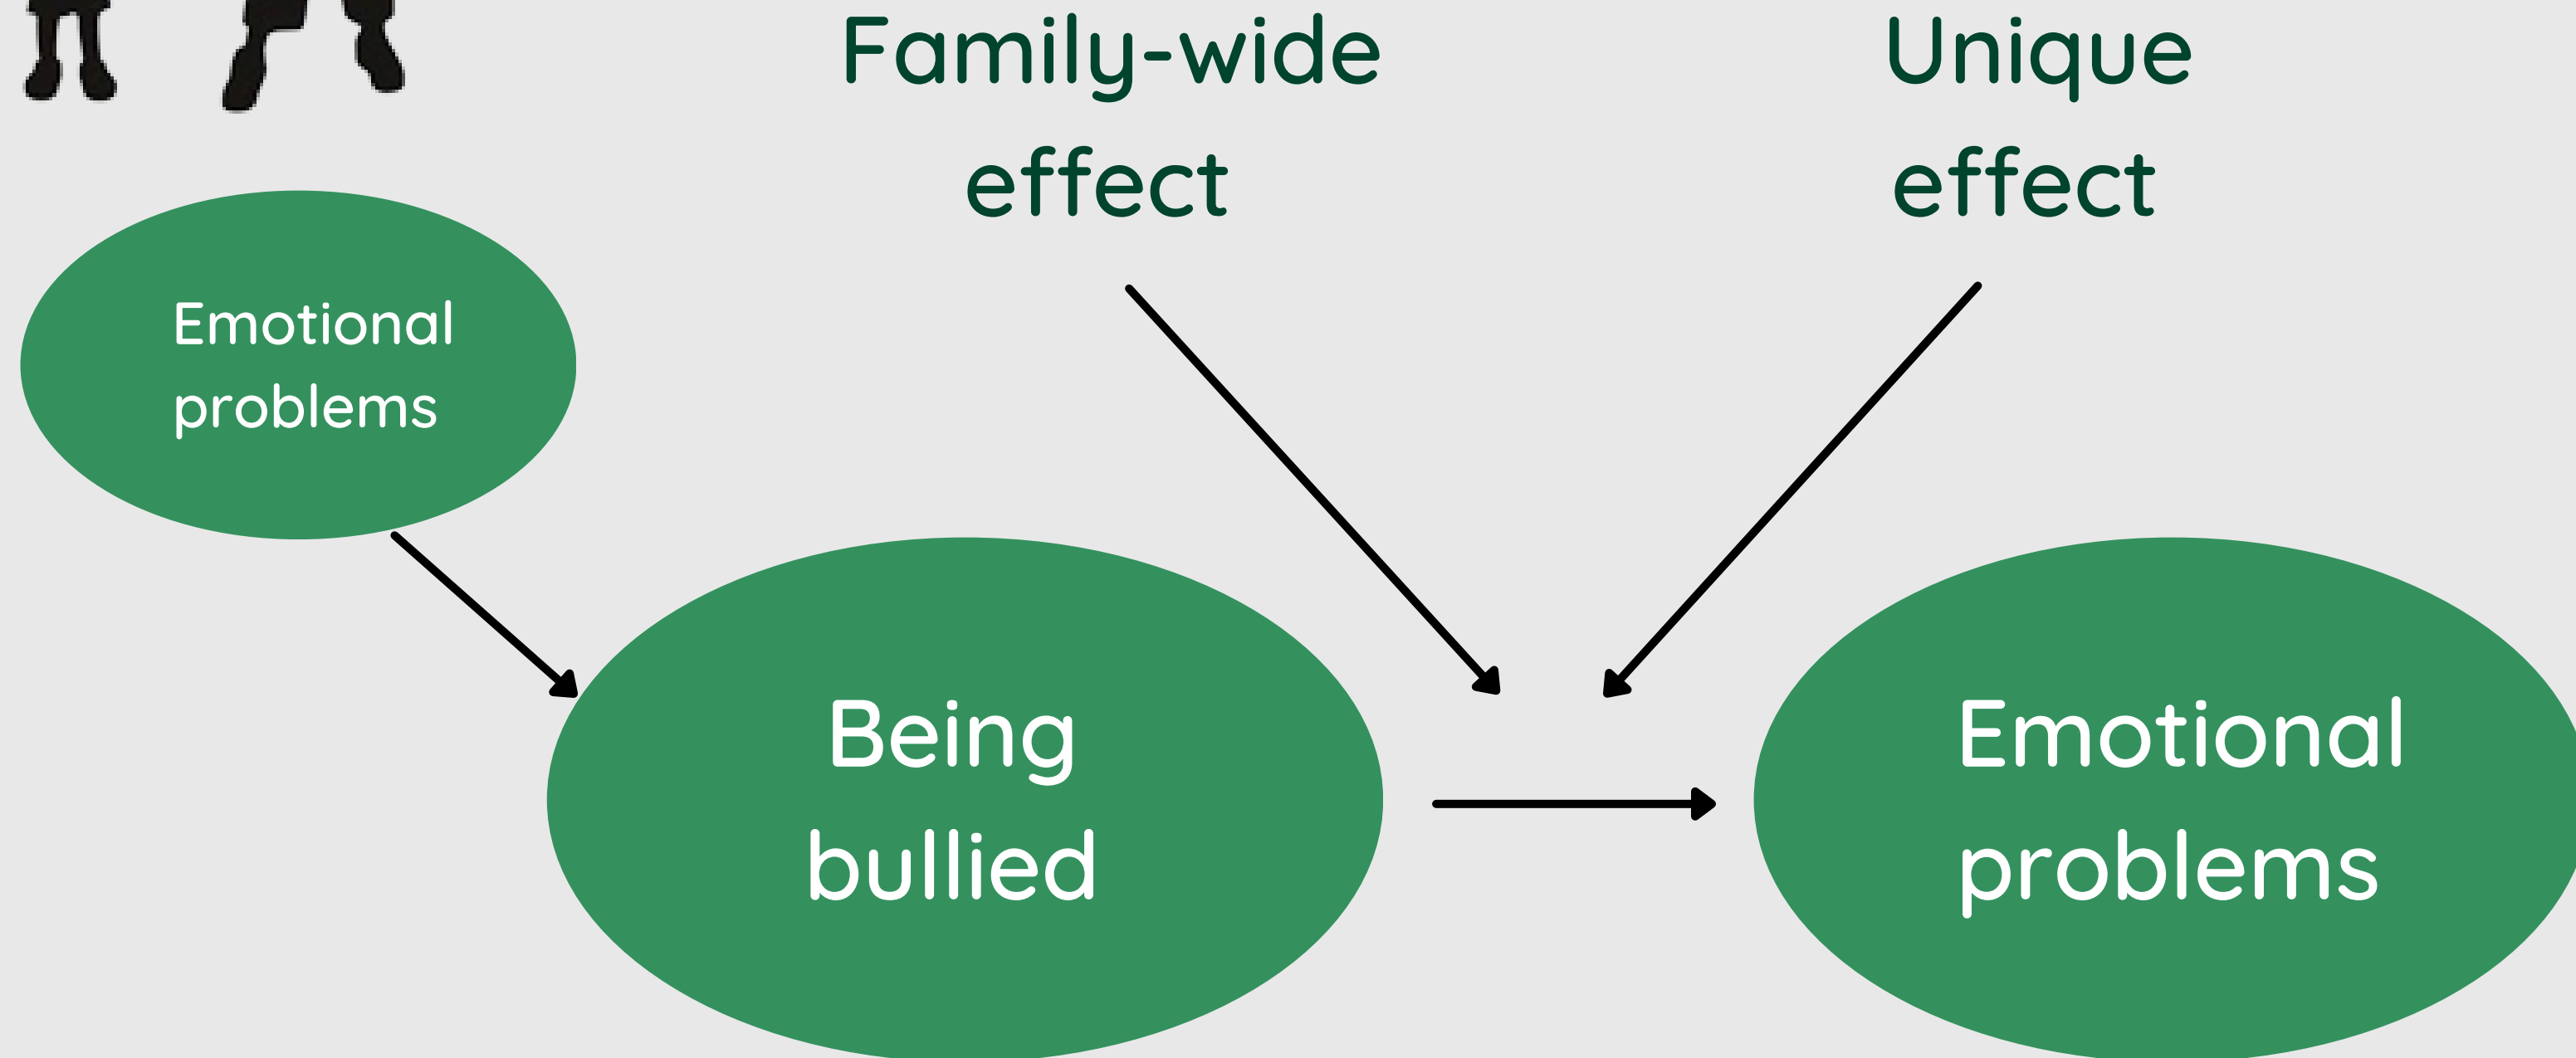 Family-wide
effect
Unique
effect
Emotional
problems
Being
bullied
Emotional
problems